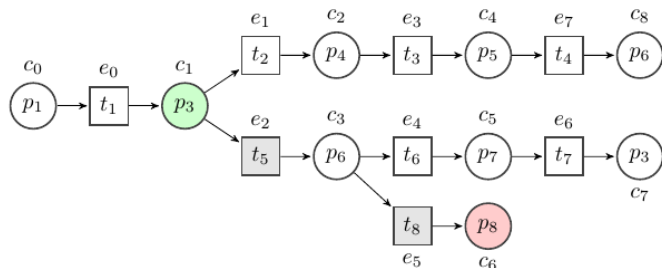 e₁ c₂ e₃ c₄ e₇ c₈
t₂ p₄ t₃ p₅ t₄ p₆
c₀ e₀ c₁
p₁ t₁ p₃
e₂ c₃ e₄ c₅ e₆
t₅ p₆ t₆ p₇ t₇ p₃
c₇
t₈ p₈
e₅ c₆